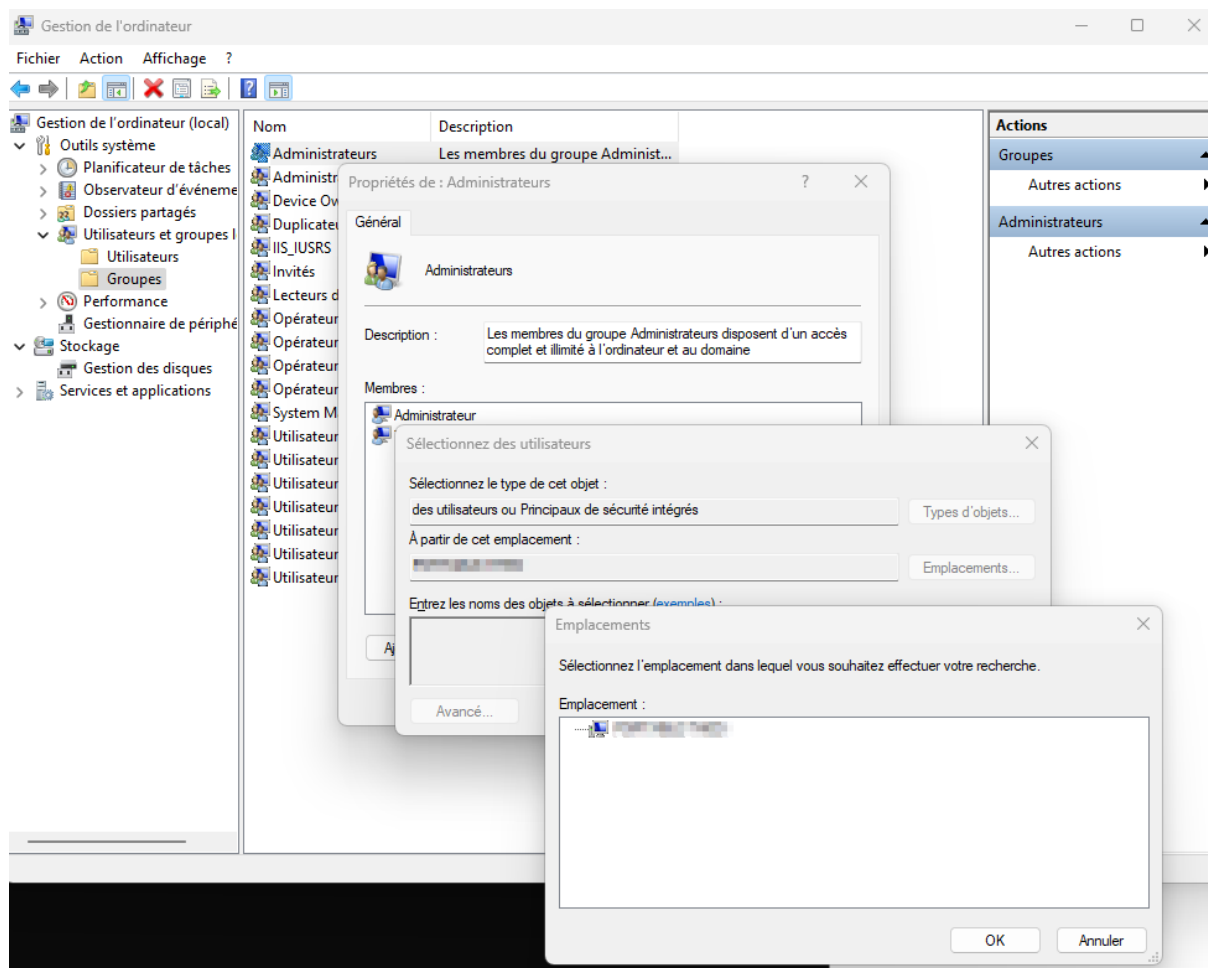 Gestion de l'ordinateur
Fichier Action Affichage ?
Gestion de l'ordinateur (local)
Outils système
Planificateur de tâches
Observateur d'événeme
Dossiers partagés
Utilisateurs et groupes l
Utilisateurs
Groupes
Performance
Gestionnaire de périphé
Stockage
Gestion des disques
Services et applications
Nom Description
Administrateurs Les membres du groupe Administ...
Administr
Device Ow
Duplicate
IIS_IUSRS
Invités
Lecteurs d
Opérateur
Opérateur
Opérateur
Opérateur
System M
Utilisateur
Utilisateur
Utilisateur
Utilisateur
Utilisateur
Utilisateur
Utilisateur
Actions
Groupes
Autres actions
Administrateurs
Autres actions
Propriétés de : Administrateurs ?
Général
Administrateurs
Description : Les membres du groupe Administrateurs disposent d'un accès
complet et illimité à l'ordinateur et au domaine
Membres :
Administrateur
Aj
Sélectionnez des utilisateurs
Sélectionnez le type de cet objet :
des utilisateurs ou Principaux de sécurité intégrés Types d'objets...
À partir de cet emplacement :
Emplacements...
Entrez les noms des objets à sélectionner (exemples) :
Avancé...
Emplacements
Sélectionnez l'emplacement dans lequel vous souhaitez effectuer votre recherche.
Emplacement :
OK Annuler